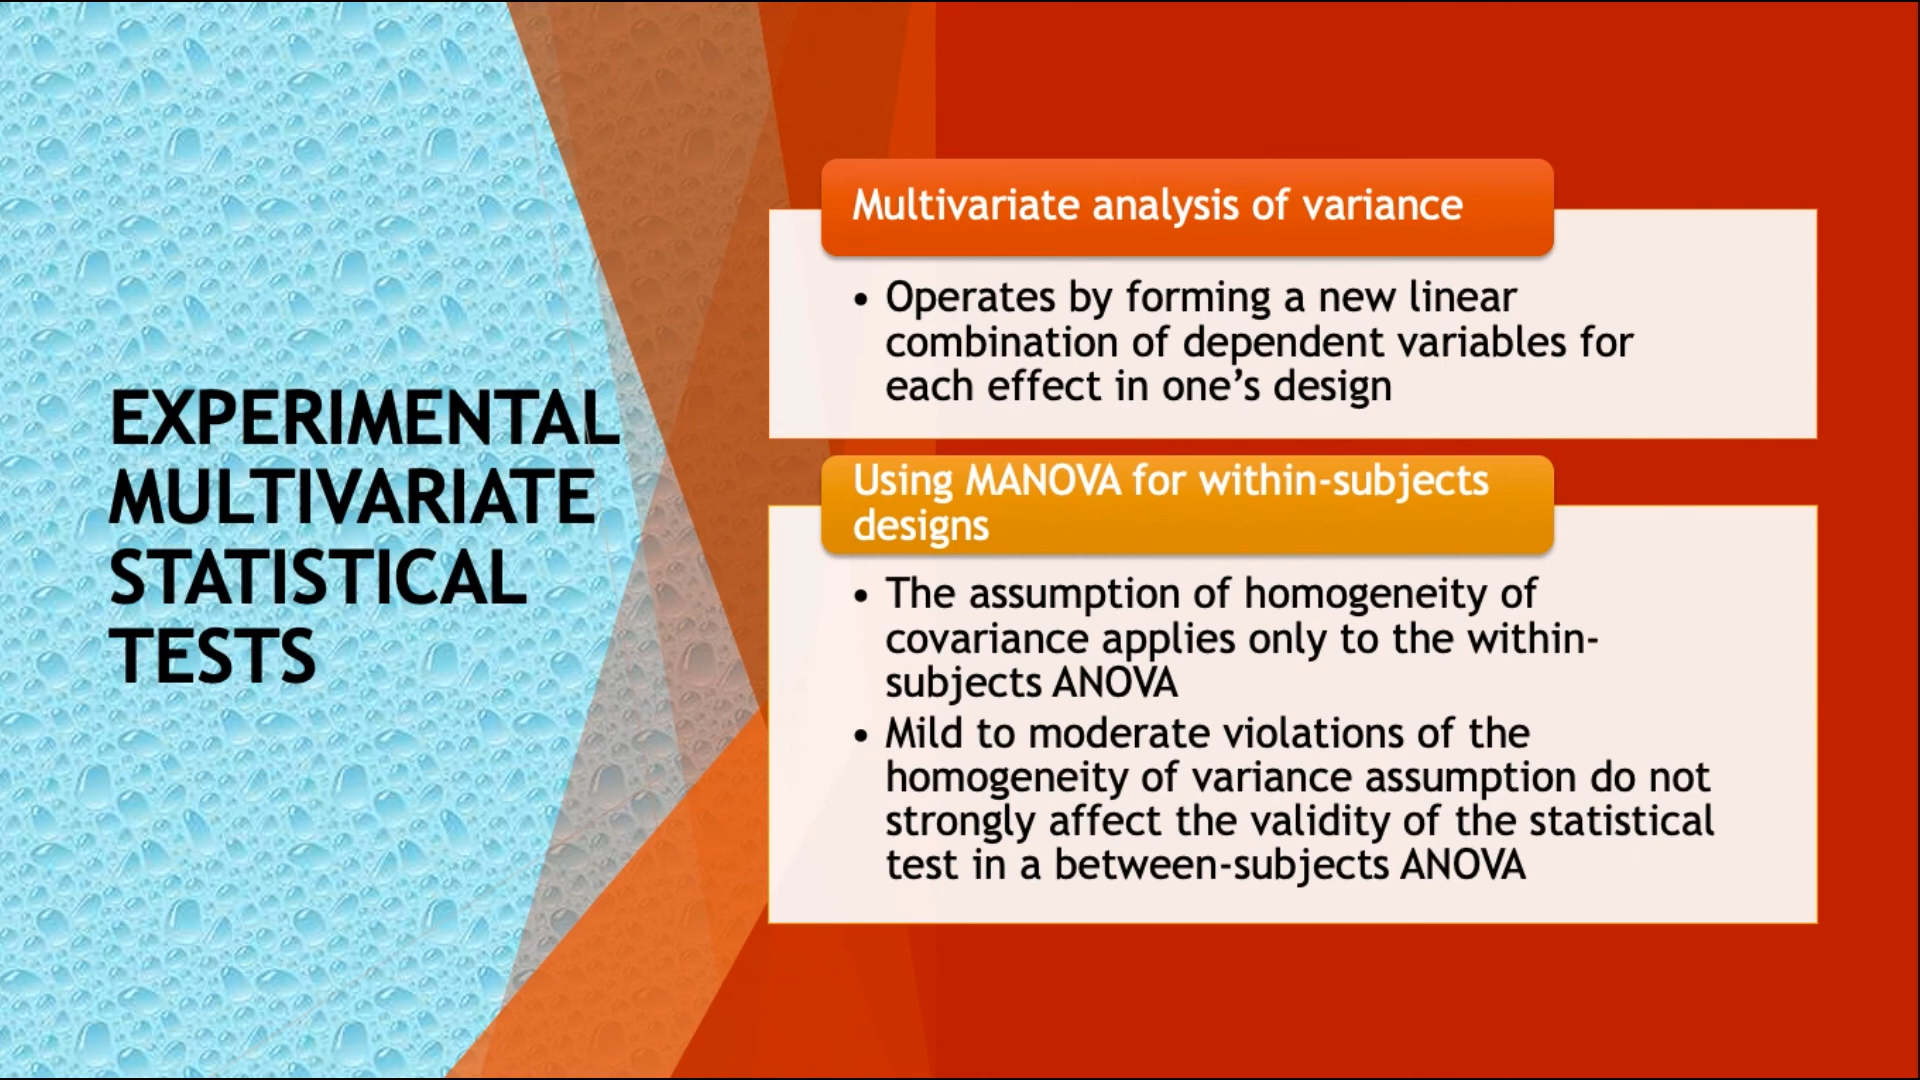 EXPERIMENTAL
MULTIVARIATE
STATISTICAL
TESTS
Multivariate analysis of variance
• Operates by forming a new linear
combination of dependent variables for
each effect in one’s design
Using MANOVA for within-subjects
designs
• The assumption of homogeneity of
covariance applies only to the within-
subjects ANOVA
• Mild to moderate violations of the
homogeneity of variance assumption do not
strongly affect the validity of the statistical
test in a between-subjects ANOVA